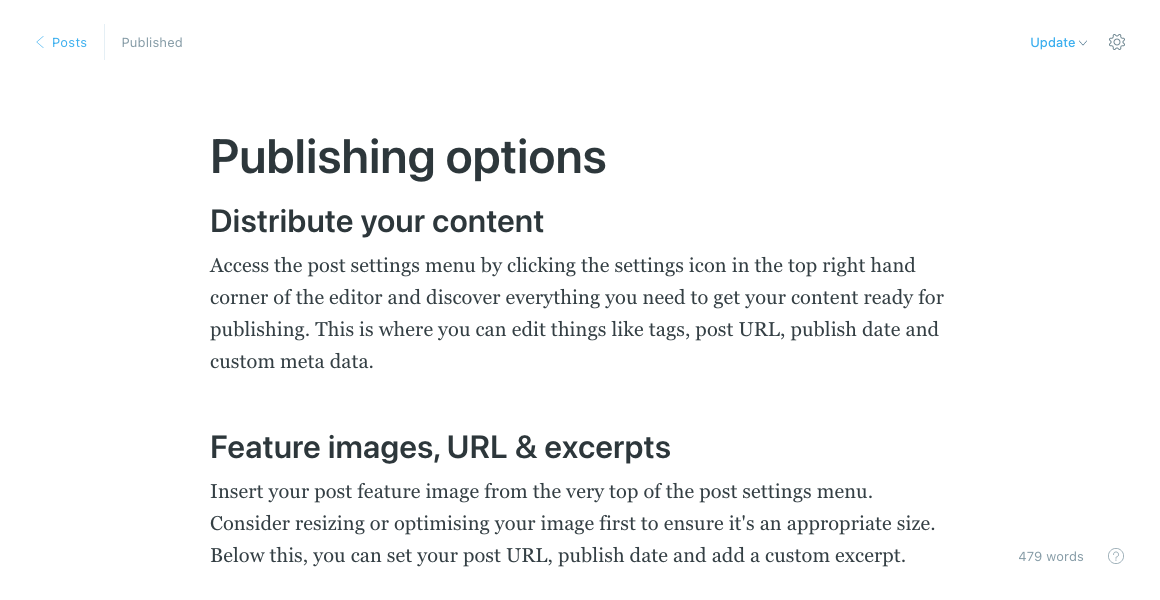 Posts
Published
Update
Publishing options
Distribute your content
Access the post settings menu by clicking the settings icon in the top right hand
corner of the editor and discover everything you need to get your content ready for
publishing. This is where you can edit things like tags, post URL, publish date and
custom meta data.
Feature images, URL & excerpts
Insert your post feature image from the very top of the post settings menu.
Consider resizing or optimising your image first to ensure it's an appropriate size.
Below this, you can set your post URL, publish date and add a custom excerpt.
479 words
?